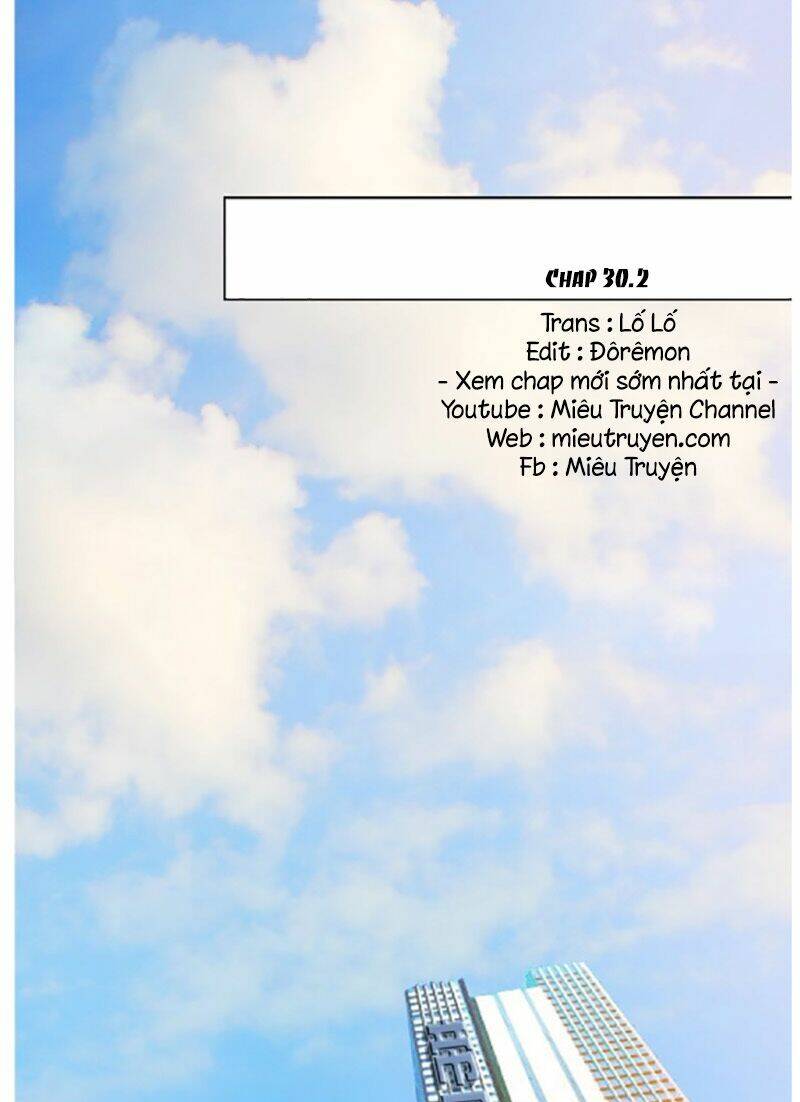 Chap 30.2
Trans : Lố Lố
Edit : Đôrêmon
- Xem chap mới sớm nhất tại -
Youtube : Miêu Truyện Channel
Web : mieutruyen.com
Fb : Miêu Truyện